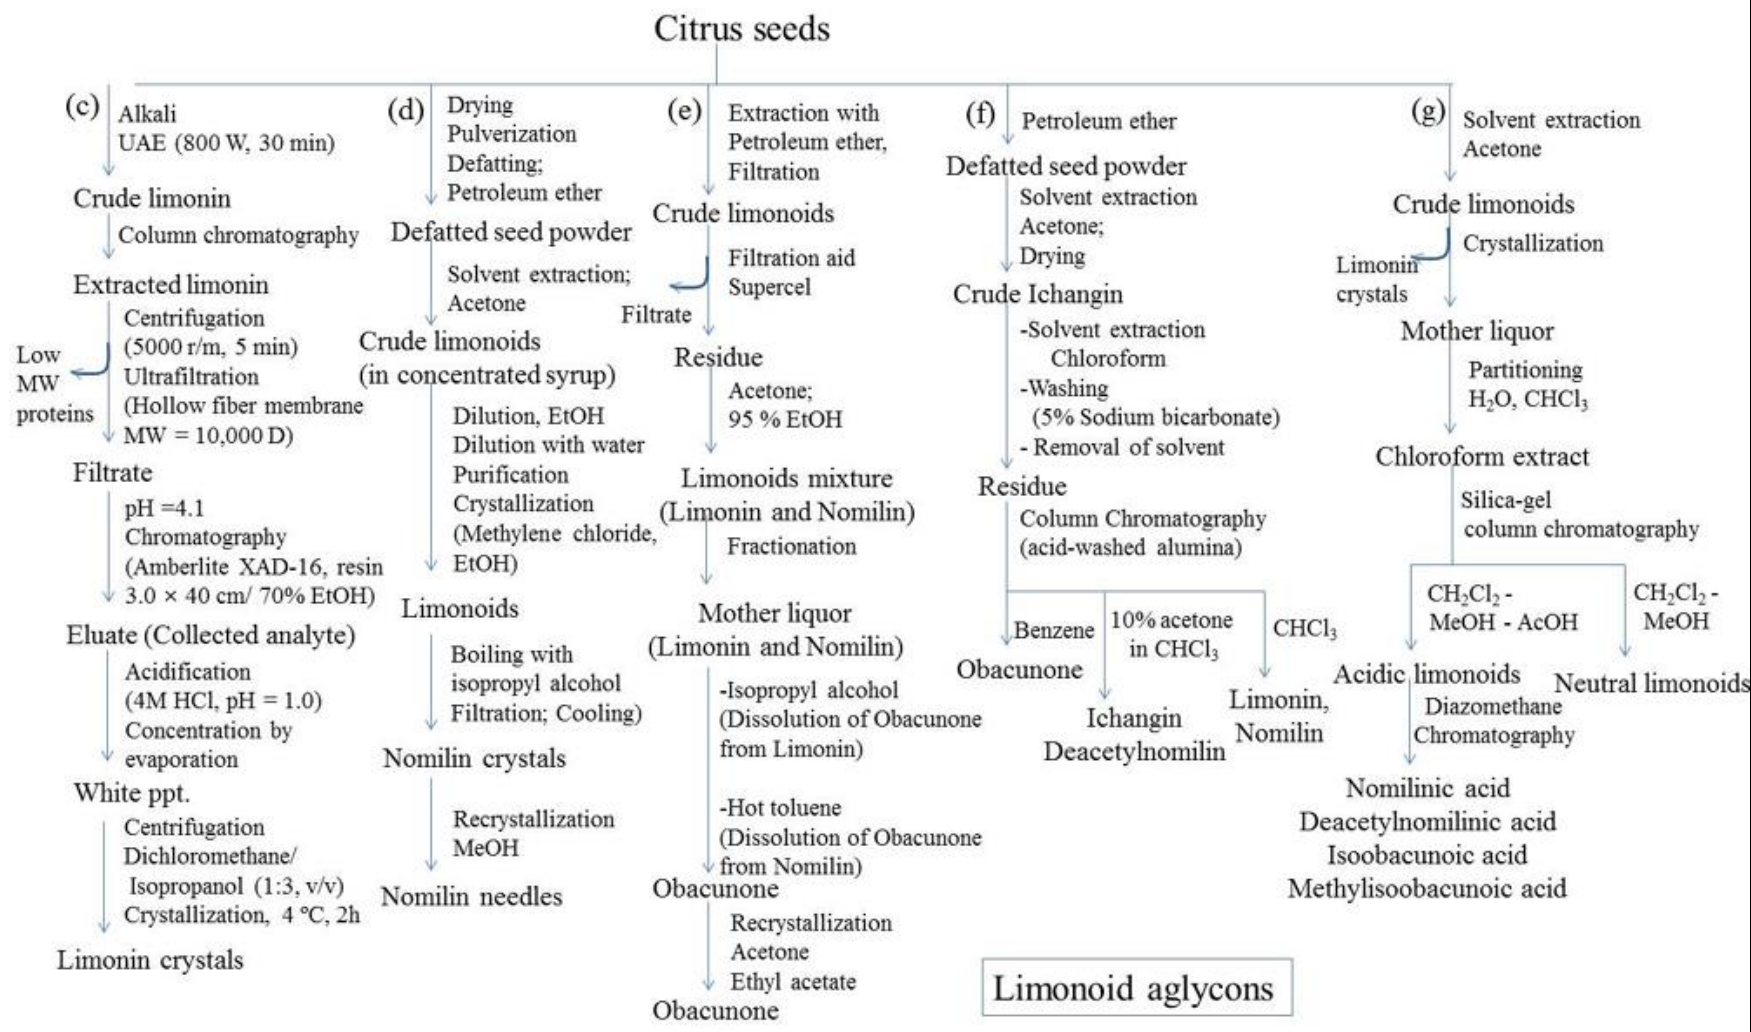 Citrus seeds
(c)
Alkali
UAE (800 W, 30 min)
Crude limonin
Column chromatography
Extracted limonin
Centrifugation
(5000 r/m, 5 min)
Ultrafiltration
(Hollow fiber membrane
MW = 10,000 D)
Low
MW
proteins
Filtrate
pH =4.1
Chromatography
(Amberlite XAD-16, resin
3.0 × 40 cm/ 70% EtOH)
Eluate (Collected analyte)
Acidification
(4M HCl, pH = 1.0)
Concentration by
evaporation
White ppt.
Centrifugation
Dichloromethane/
Isopropanol (1:3, v/v)
Crystallization, 4 ºC, 2h
Limonin crystals
(d)
Drying
Pulverization
Defatting;
Petroleum ether
Defatted seed powder
Solvent extraction;
Acetone
Crude limonoids
(in concentrated syrup)
Dilution, EtOH
Dilution with water
Purification
Crystallization
(Methylene chloride,
EtOH)
Limonoids
Boiling with
isopropyl alcohol
Filtration; Cooling)
Nomilin crystals
Recrystallization
MeOH
Nomilin needles
(e)
Extraction with
Petroleum ether,
Filtration
Crude limonoids
Filtration aid
Supercel
Filtrate
Residue
Acetone;
95 % EtOH
Limonoids mixture
(Limonin and Nomilin)
Fractionation
Mother liquor
(Limonin and Nomilin)
-Isopropyl alcohol
(Dissolution of Obacunone
from Limonin)
-Hot toluene
(Dissolution of Obacunone
from Nomilin)
Obacunone
Recrystallization
Acetone
Ethyl acetate
Obacunone
(f)
Petroleum ether
Defatted seed powder
Solvent extraction
Acetone;
Drying
Crude Ichangin
-Solvent extraction
Chloroform
-Washing
(5% Sodium bicarbonate)
- Removal of solvent
Residue
Column Chromatography
(acid-washed alumina)
Benzene
Obacunone
10% acetone
in CHCl₃
Ichangin
Deacetylnomilin
CHCl₃
Limonin,
Nomilin
(g)
Solvent extraction
Acetone
Crude limonoids
Crystallization
Limonin
crystals
Mother liquor
Partitioning
H₂O, CHCl₃
Chloroform extract
Silica-gel
column chromatography
CH₂Cl₂ -
MeOH - AcOH
Acidic limonoids
Diazomethane
Chromatography
Nomilinic acid
Deacetylnomilinic acid
Isoobacunoic acid
Methylisoobacunoic acid
CH₂Cl₂ -
MeOH
Neutral limonoids
Limonoid aglycons